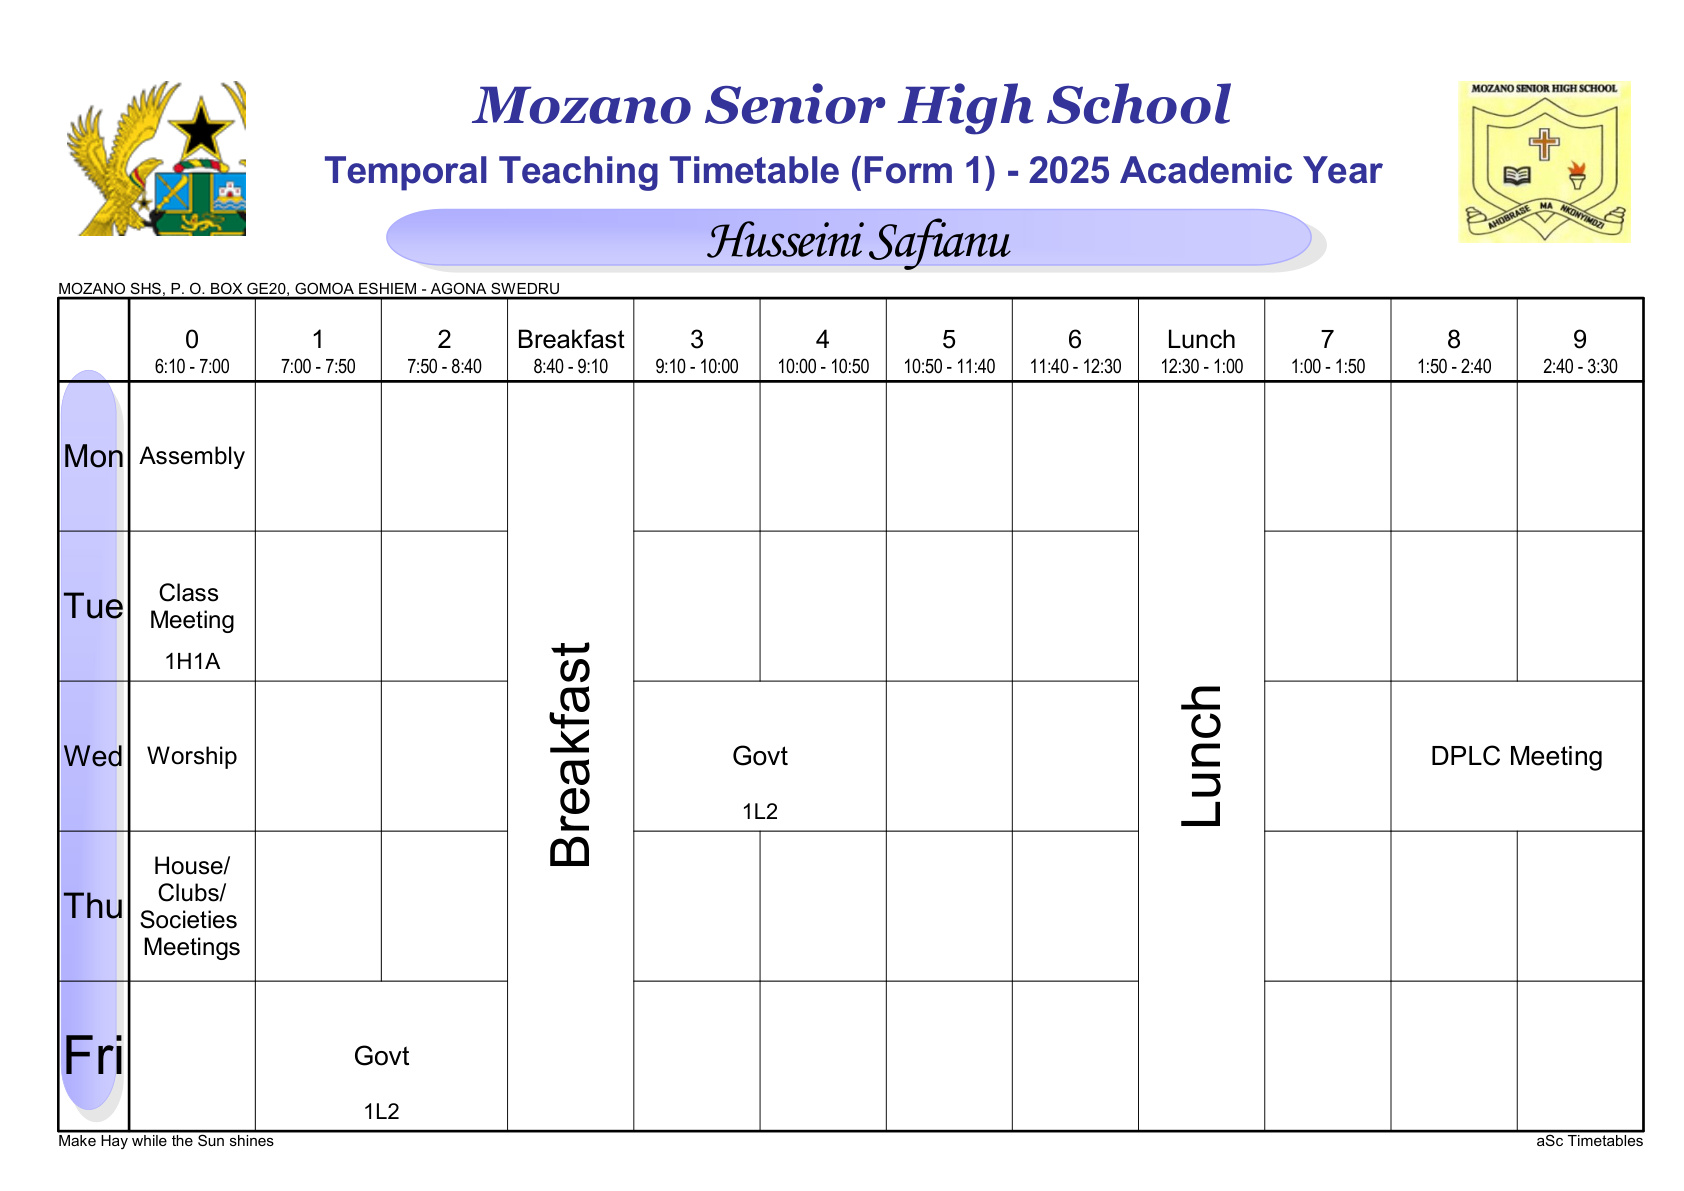 Mozano Senior High School
Temporal Teaching Timetable (Form 1) - 2025 Academic Year
Husseini Safianu
MOZANO SENIOR HIGH SCHOOL
AHOBRASE MA NKONYIMDZI
MOZANO SHS, P. O. BOX GE20, GOMOA ESHIEM - AGONA SWEDRU
0 1 2 Breakfast 3 4 5 6 Lunch 7 8 9
6:10 - 7:00 7:00 - 7:50 7:50 - 8:40 8:40 - 9:10 9:10 - 10:00 10:00 - 10:50 10:50 - 11:40 11:40 - 12:30 12:30 - 1:00 1:00 - 1:50 1:50 - 2:40 2:40 - 3:30
Mon Assembly
Tue Class
Meeting
1H1A
Breakfast
Lunch
Wed Worship Govt DPLC Meeting
1L2
Thu House/
Clubs/
Societies
Meetings
Fri Govt
1L2
Make Hay while the Sun shines aSc Timetables